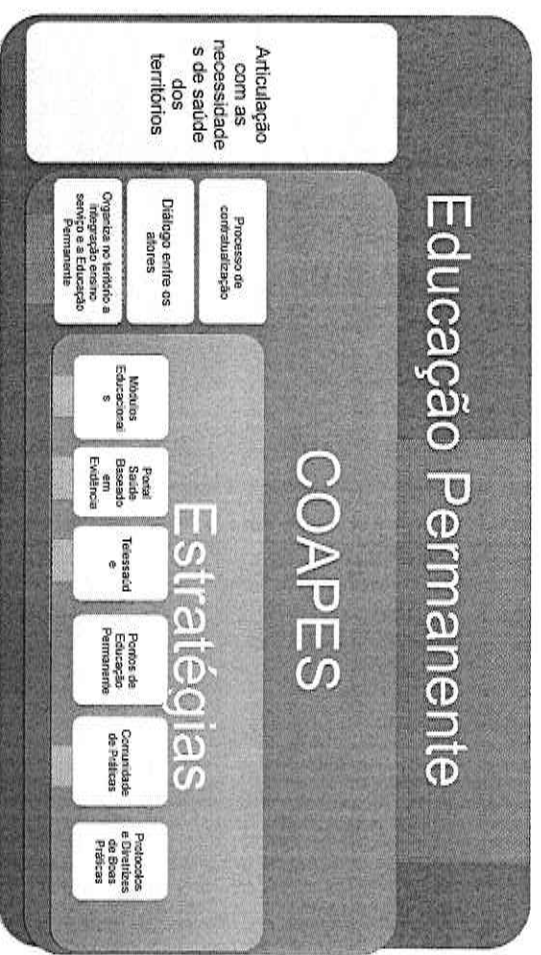 Educação Permanente
Articulação
com as
necessidade
s de saúde
dos
territórios
COAPES
Processo de
contratualização
Diálogo entre os
atores
Organiza no território a
integração ensino
serviço e a Educação
Permanente
Estratégias
Módulos
Educacionai
s
Portal
Saúde
Baseado
em
Evidência
Telessaúd
e
Pontos de
Educação
Permanente
Comunidade
de Práticas
Protocolos
e Diretrizes
de Boas
Práticas